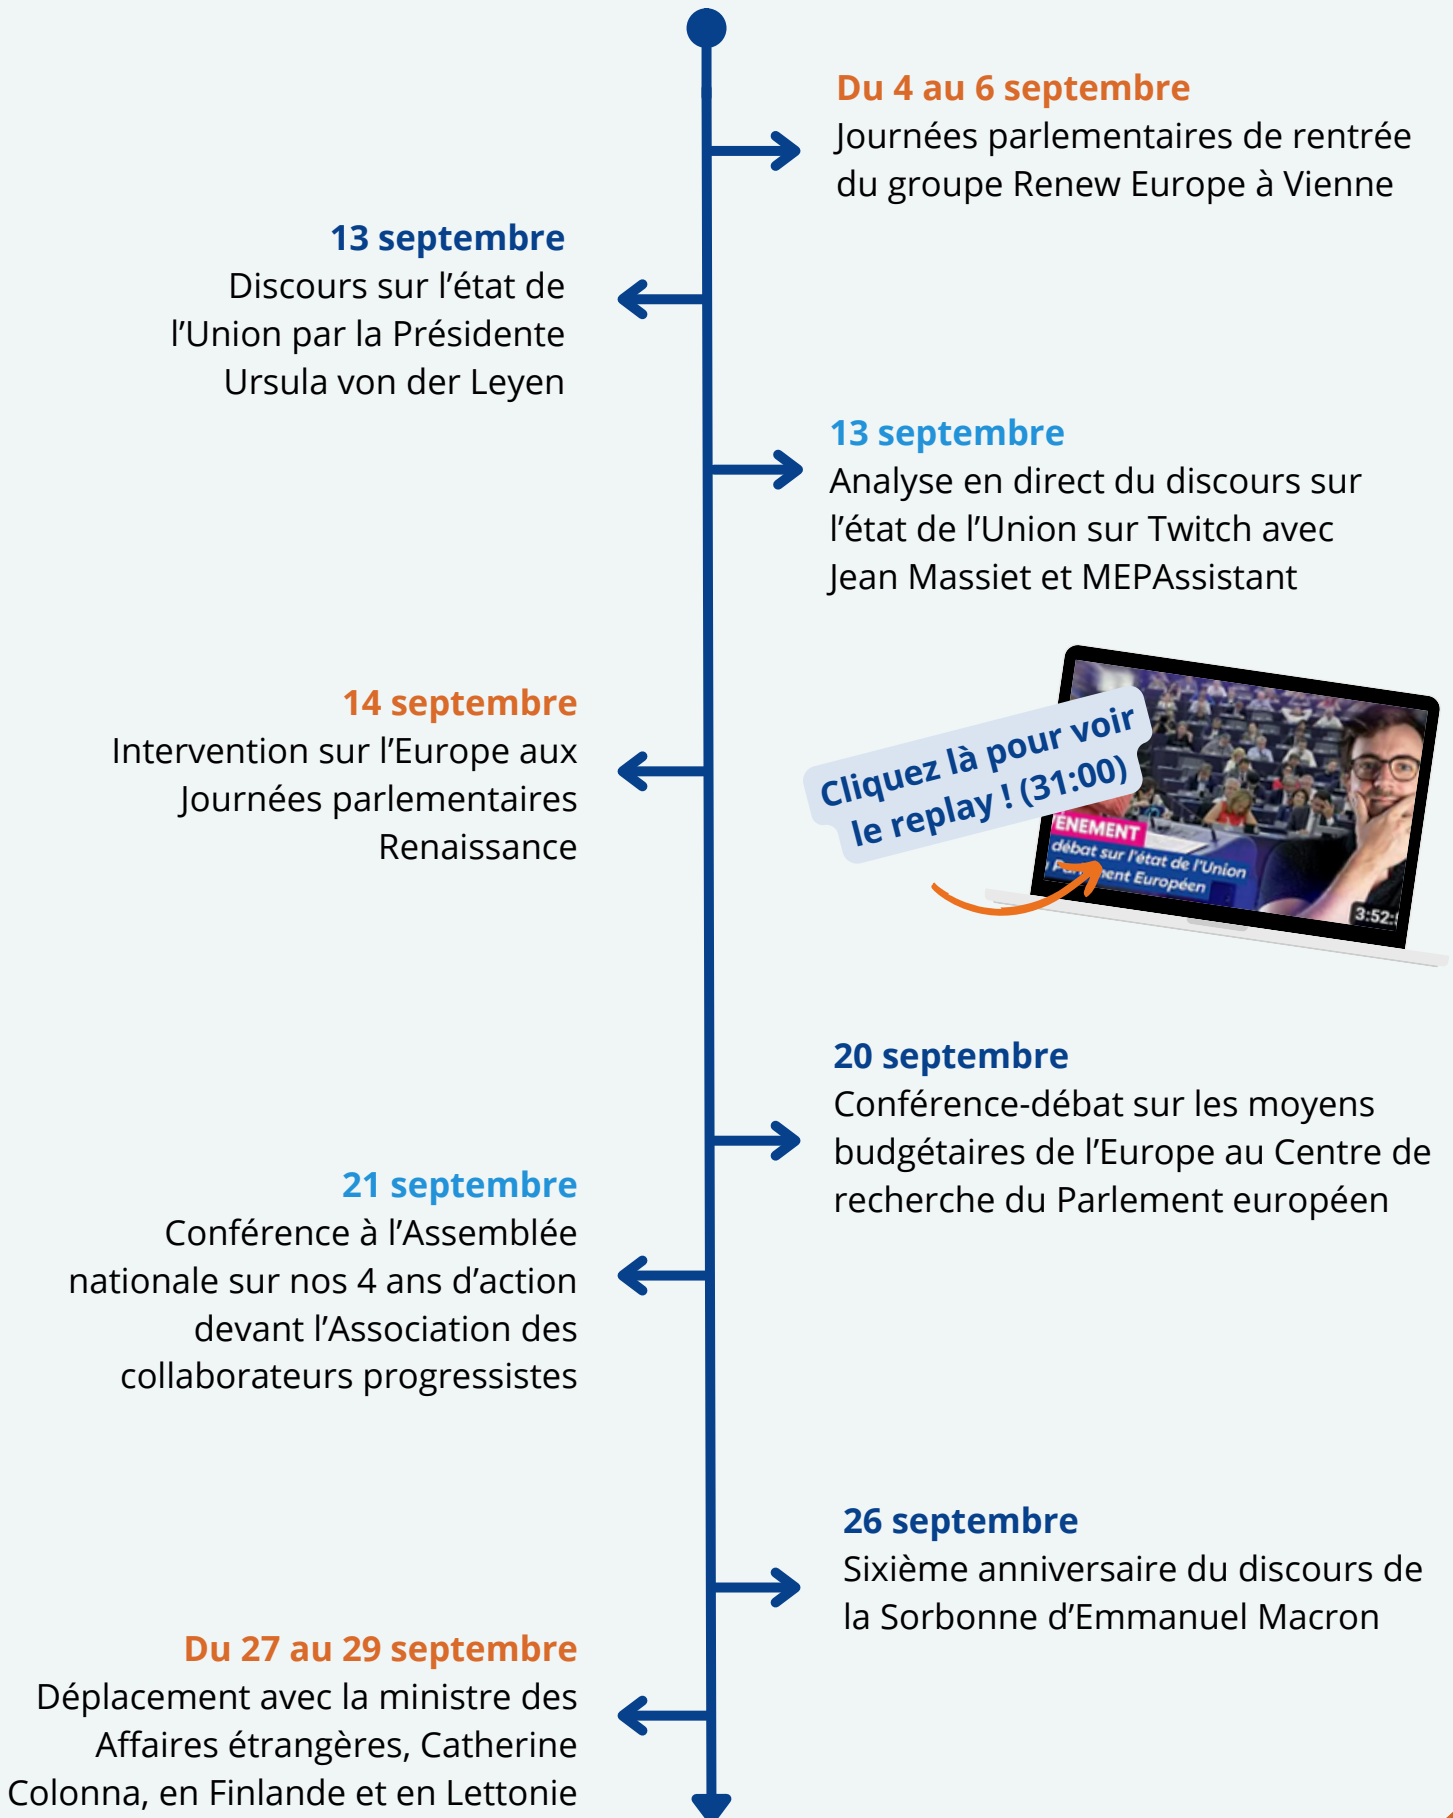 Du 4 au 6 septembre
Journées parlementaires de rentrée
du groupe Renew Europe à Vienne
13 septembre
Discours sur l’état de
l’Union par la Présidente
Ursula von der Leyen
13 septembre
Analyse en direct du discours sur
l’état de l’Union sur Twitch avec
Jean Massiet et MEPAssistant
14 septembre
Intervention sur l’Europe aux
Journées parlementaires
Renaissance
Cliquez là pour voir
le replay ! (31:00)
débat sur l'état de l'Union
Européen
20 septembre
Conférence-débat sur les moyens
budgétaires de l’Europe au Centre de
recherche du Parlement européen
21 septembre
Conférence à l’Assemblée
nationale sur nos 4 ans d’action
devant l’Association des
collaborateurs progressistes
26 septembre
Sixième anniversaire du discours de
la Sorbonne d’Emmanuel Macron
Du 27 au 29 septembre
Déplacement avec la ministre des
Affaires étrangères, Catherine
Colonna, en Finlande et en Lettonie